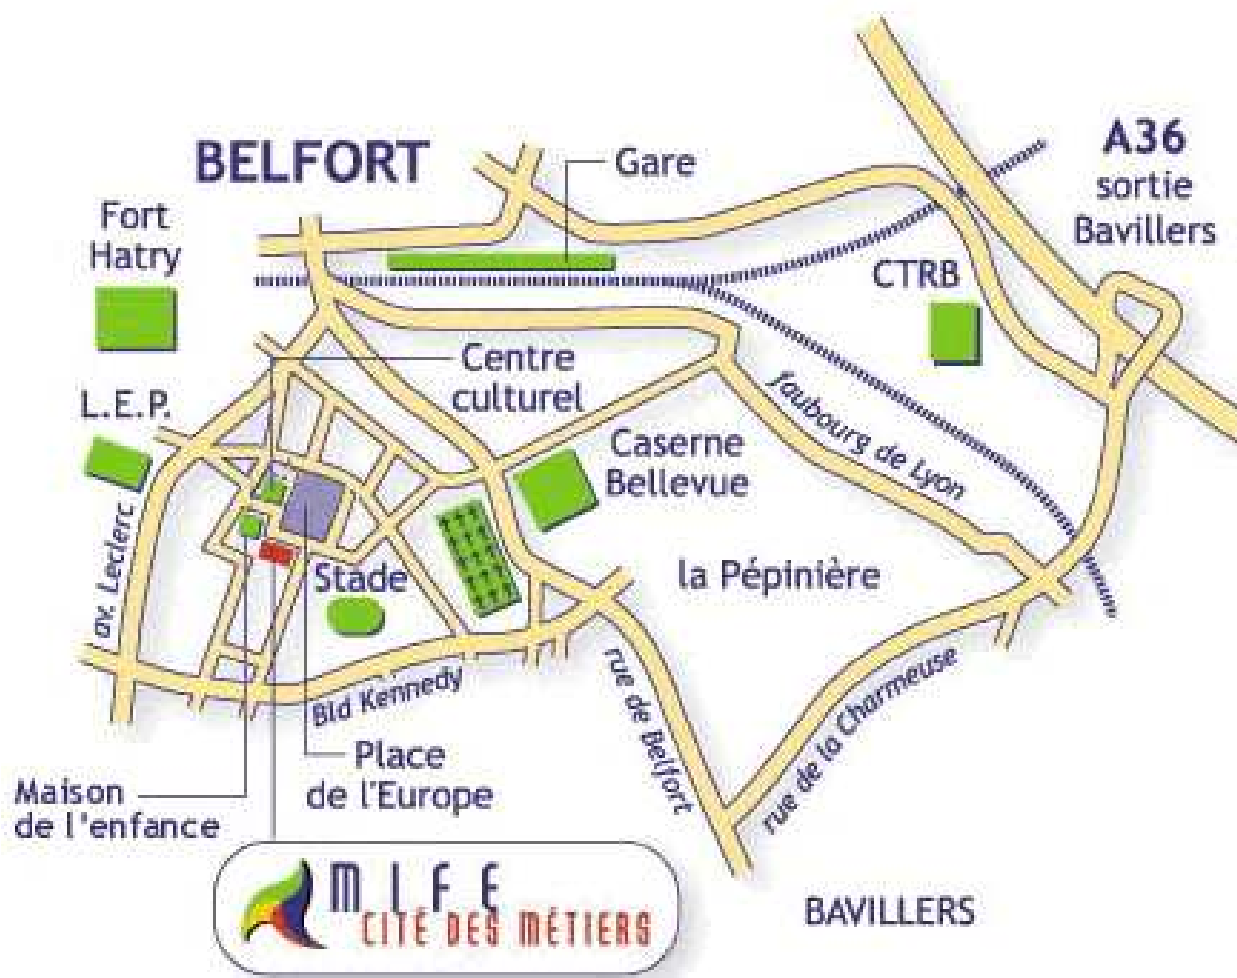 BELFORT
Gare
A36
sortie
Bavillers
Fort
Hatry
CTRB
Centre
culturel
L.E.P.
faubourg de Lyon
Caserne
Bellevue
av. Leclerc
la Pépinière
Stade
Bld Kennedy
rue de Belfort
rue de la Charmeuse
Place
de l'Europe
Maison
de l'enfance
MIFE
CITÉ DES MÉTIERS
BAVILLERS